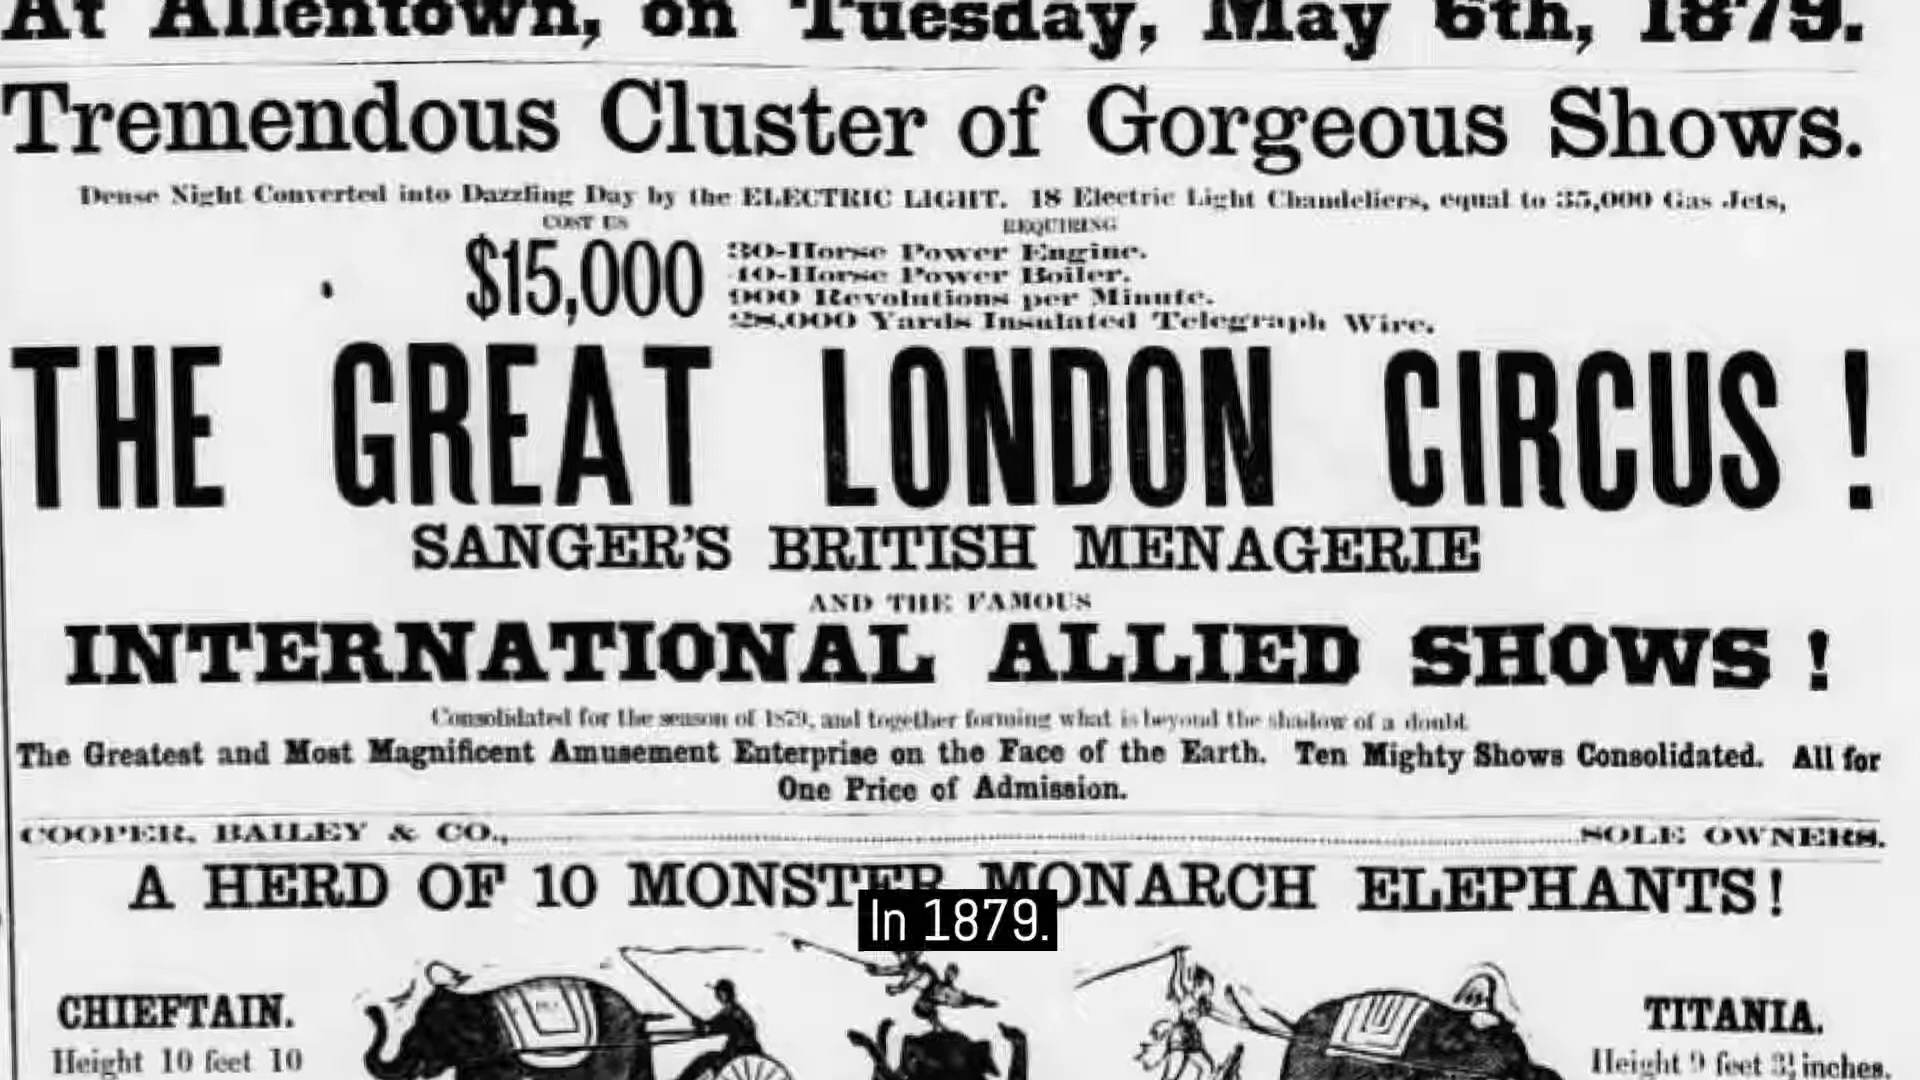 At Allentown, on Tuesday, May 6th, 1879.
Tremendous Cluster of Gorgeous Shows.
Dense Night Converted into Dazzling Day by the ELECTRIC LIGHT. 18 Electric Light Chandeliers, equal to 35,000 Gas Jets,
COST US REQUIRING
$15,000
30-Horse Power Engine.
40-Horse Power Boiler.
900 Revolutions per Minute.
28,000 Yards Insulated Telegraph Wire.
THE GREAT LONDON CIRCUS!
SANGER'S BRITISH MENAGERIE
AND THE FAMOUS
INTERNATIONAL ALLIED SHOWS!
Consolidated for the season of 1879, and together forming what is beyond the shadow of a doubt
The Greatest and Most Magnificent Amusement Enterprise on the Face of the Earth. Ten Mighty Shows Consolidated. All for
One Price of Admission.
COOPER, BAILEY & CO., SOLE OWNERS.
A HERD OF 10 MONSTER MONARCH ELEPHANTS!
In 1879.
CHIEFTAIN.
Height 10 feet 10
TITANIA.
Height 9 feet 3½ inches.